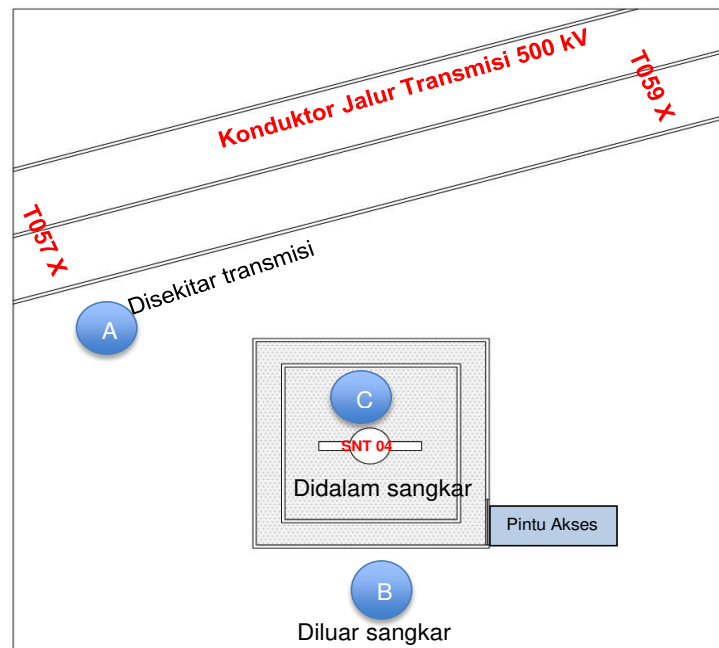 Konduktor Jalur Transmisi 500 kV
T059 X
T057 X
Disekitar transmisi
A
C
SNT 04
Didalam sangkar
Pintu Akses
B
Diluar sangkar